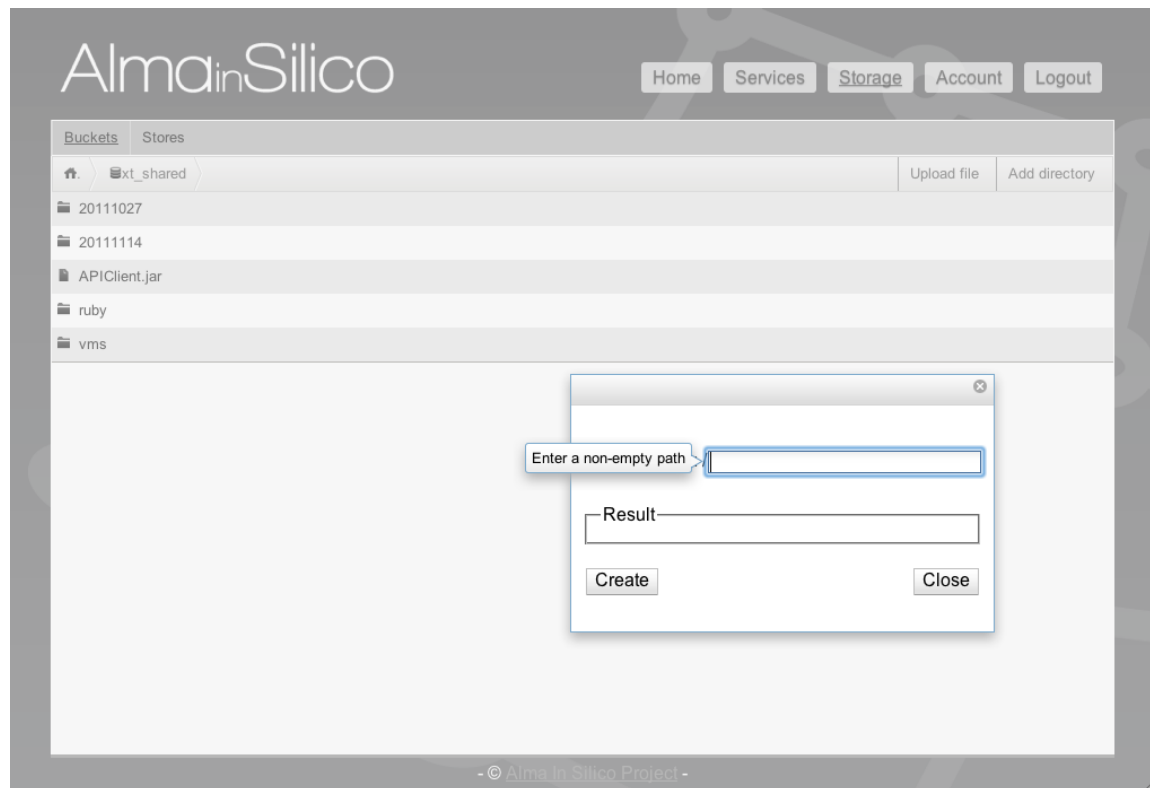 AlmainSilico
Home Services Storage Account Logout
Buckets Stores
. xt_shared Upload file Add directory
20111027
20111114
APIClient.jar
ruby
vms
Enter a non-empty path /
Result
Create Close
- © Alma In Silico Project -